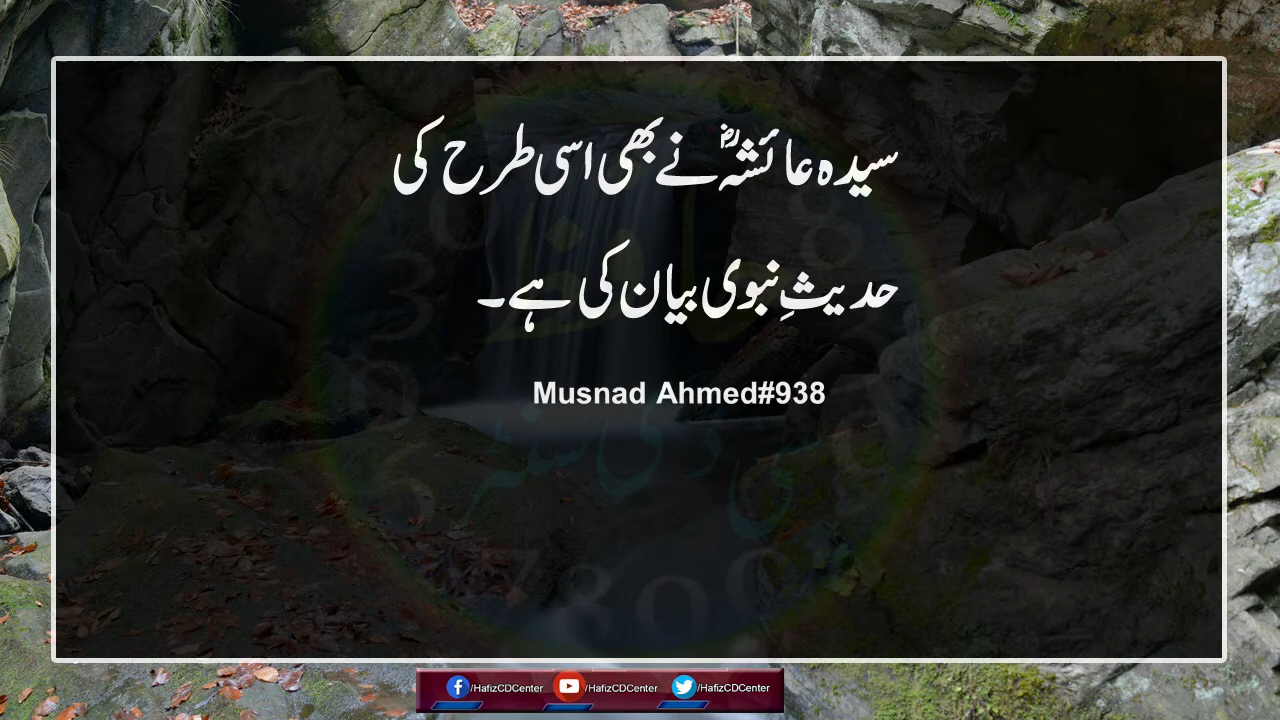 سیدہ عائشہؓ نے بھی اسی طرح کی
حدیثِ نبوی بیان کی ہے۔
Musnad Ahmed#938
/HafizCDCenter /HafizCDCenter /HafizCDCenter